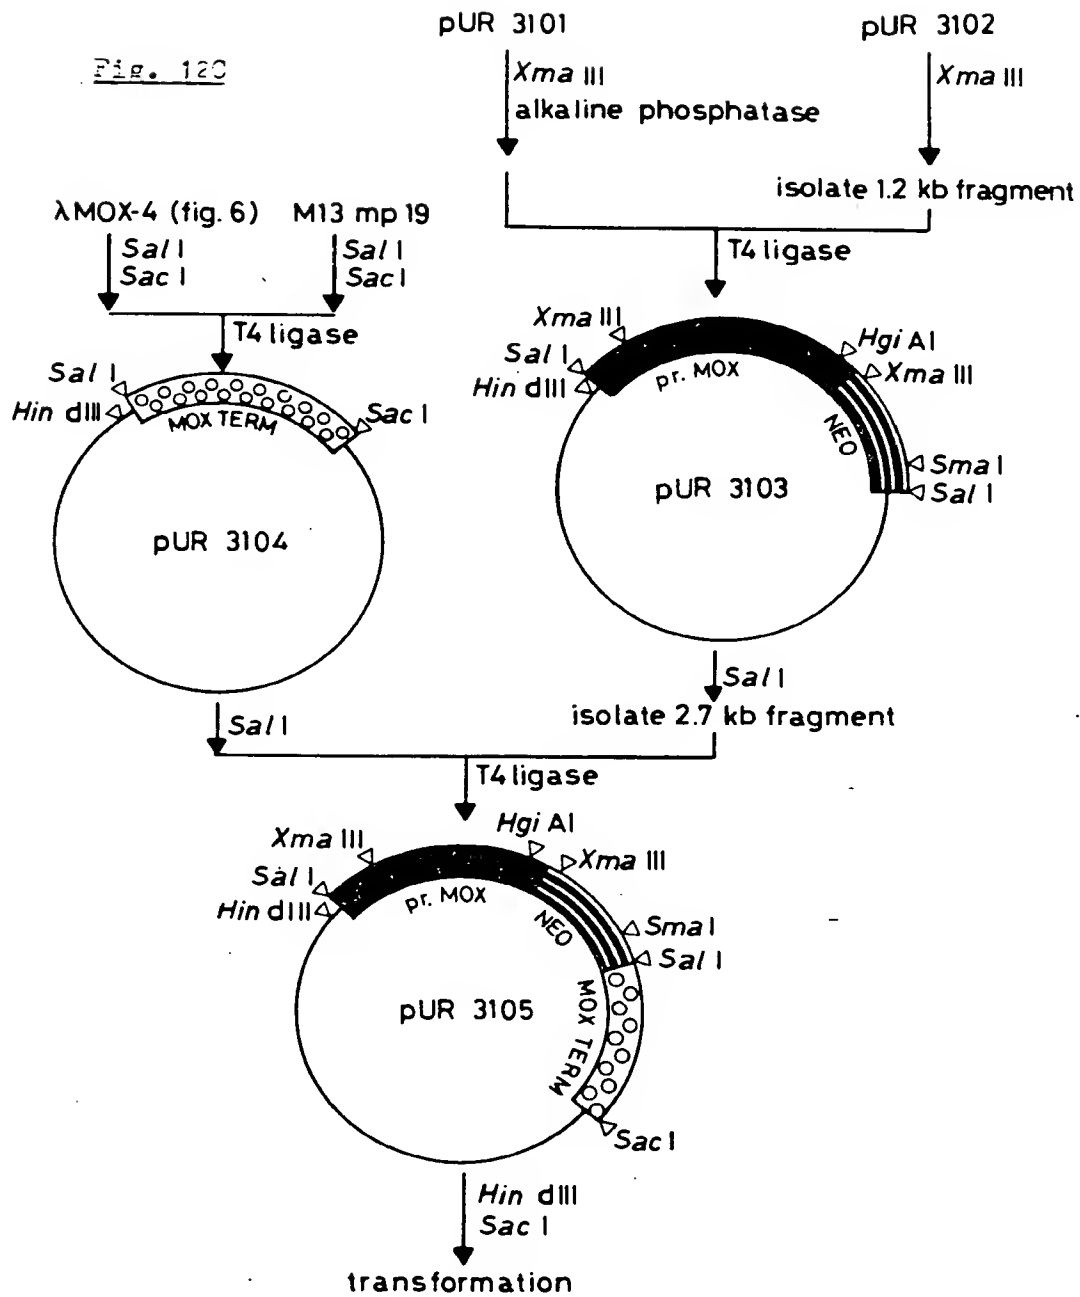 Fig. 12C
pUR 3101
Xma III
alkaline phosphatase
pUR 3102
Xma III
isolate 1.2 kb fragment
T4 ligase
λMOX-4 (fig. 6)
Sal I
Sac I
M13 mp 19
Sal I
Sac I
T4 ligase
Sal I
Hin dIII
MOX TERM
Sac I
pUR 3104
Xma III
Sal I
Hin dIII
pr. MOX
Hgi AI
Xma III
NEO
Sma I
Sal I
pUR 3103
Sal I
Sal I
isolate 2.7 kb fragment
T4 ligase
Xma III
Sal I
Hin dIII
pr. MOX
Hgi AI
Xma III
NEO
Sma I
Sal I
MOX TERM
Sac I
pUR 3105
Hin dIII
Sac I
transformation